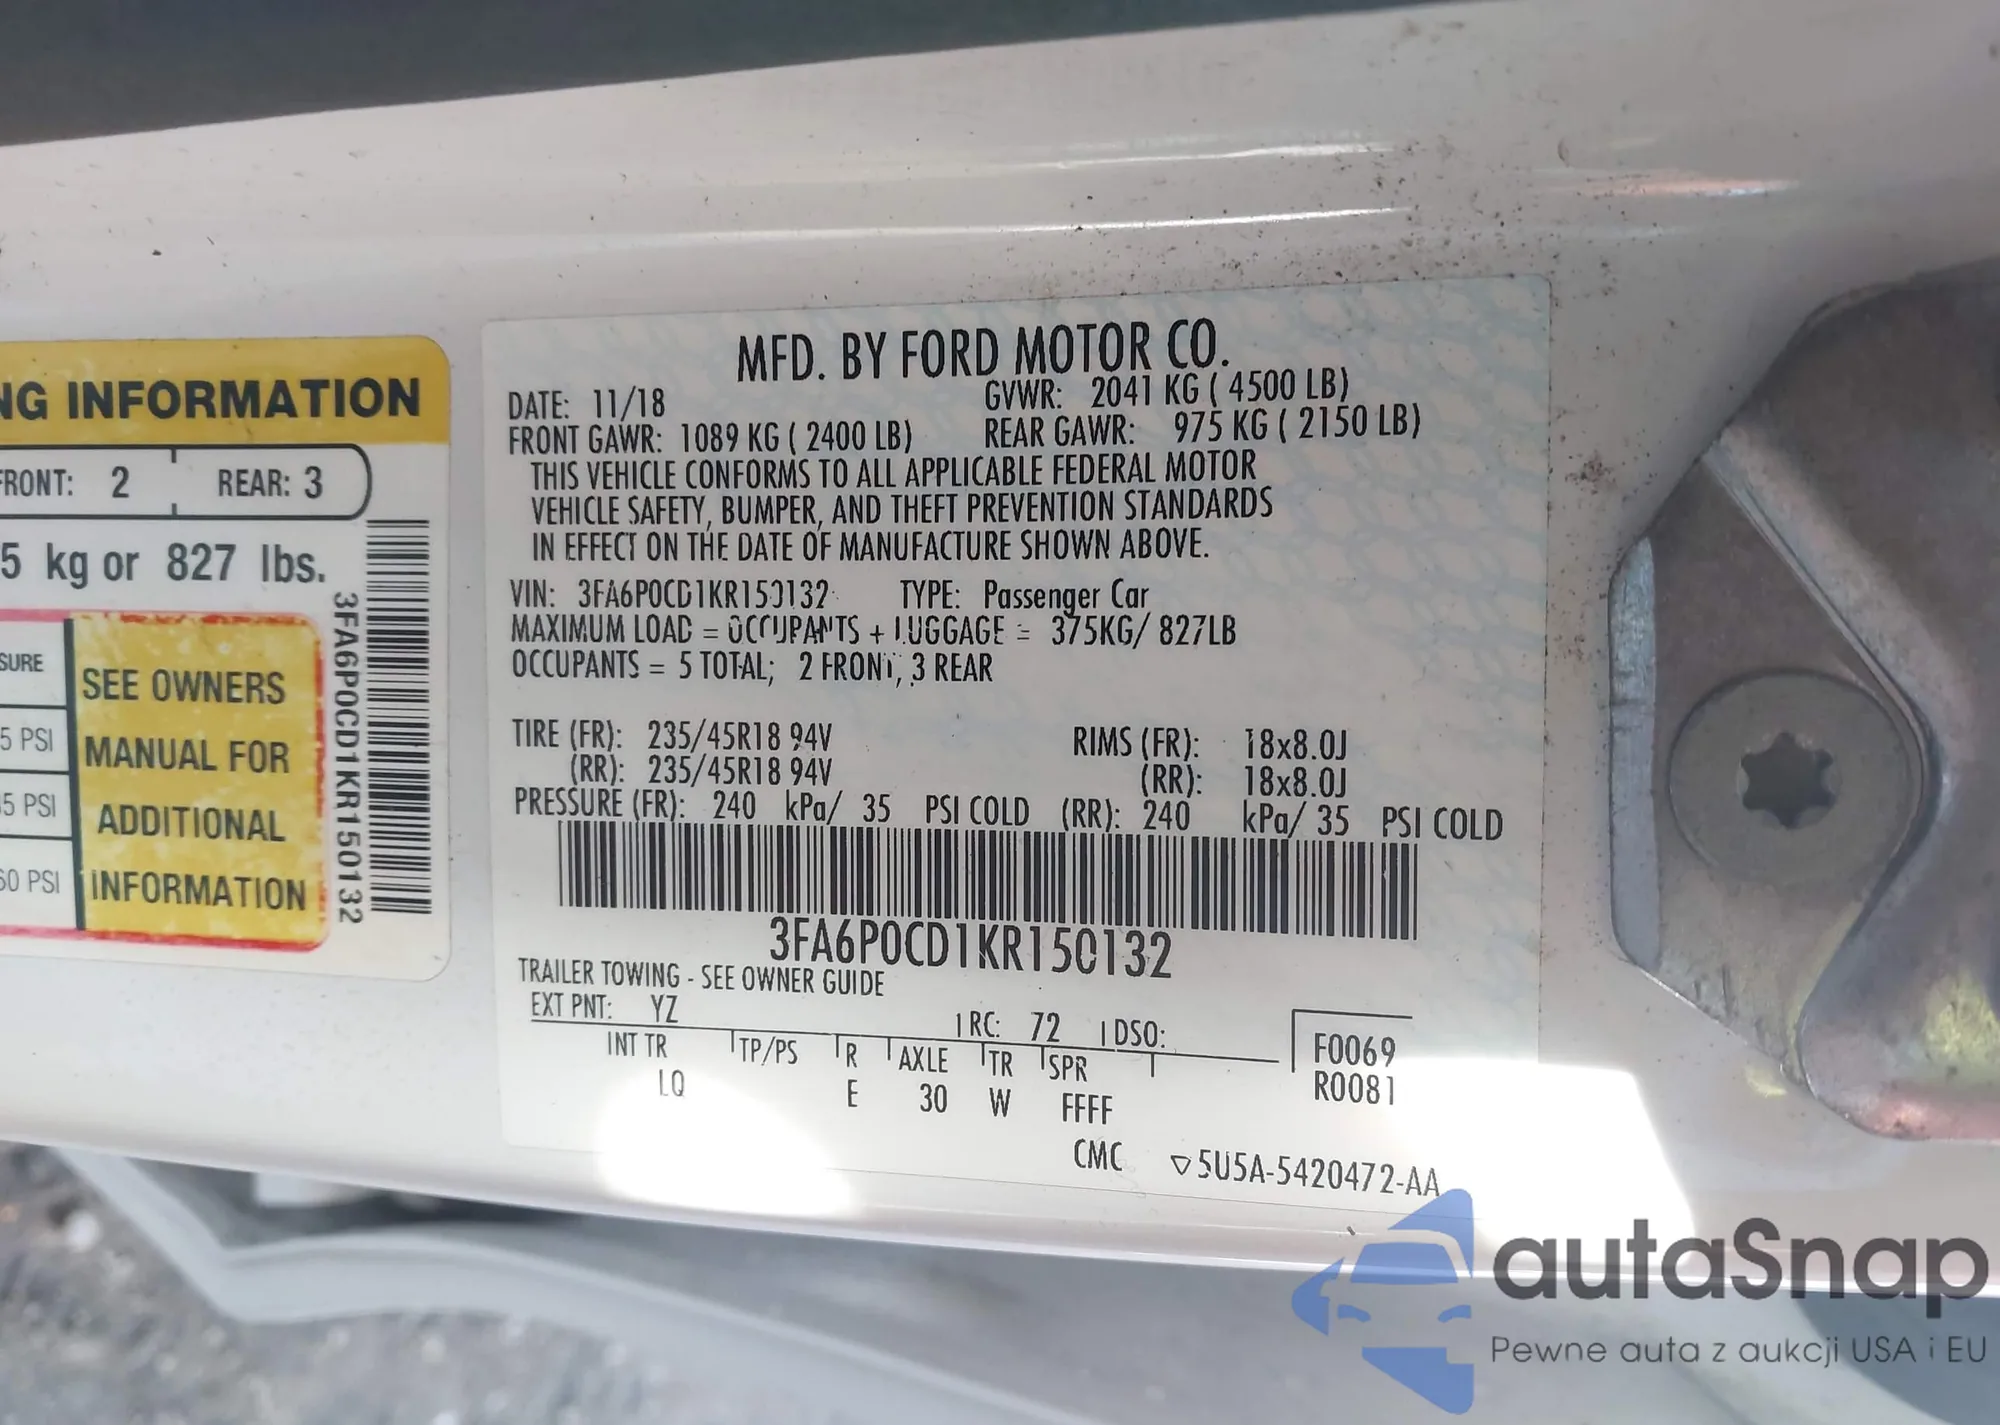 NG INFORMATION
FRONT: 2 REAR: 3
5 kg or 827 lbs.
SURE
5 PSI
5 PSI
60 PSI
SEE OWNERS
MANUAL FOR
ADDITIONAL
INFORMATION
3FA6P0CD1KR150132
MFD. BY FORD MOTOR CO.
DATE: 11/18 GVWR: 2041 KG ( 4500 LB)
FRONT GAWR: 1089 KG ( 2400 LB) REAR GAWR: 975 KG ( 2150 LB)
THIS VEHICLE CONFORMS TO ALL APPLICABLE FEDERAL MOTOR
VEHICLE SAFETY, BUMPER, AND THEFT PREVENTION STANDARDS
IN EFFECT ON THE DATE OF MANUFACTURE SHOWN ABOVE.
VIN: 3FA6P0CD1KR150132 TYPE: Passenger Car
MAXIMUM LOAD = OCCUPANTS + LUGGAGE = 375KG/ 827LB
OCCUPANTS = 5 TOTAL; 2 FRONT, 3 REAR
TIRE (FR): 235/45R18 94V RIMS (FR): 18x8.0J
(RR): 235/45R18 94V (RR): 18x8.0J
PRESSURE (FR): 240 kPa/ 35 PSI COLD (RR): 240 kPa/ 35 PSI COLD
3FA6P0CD1KR150132
TRAILER TOWING - SEE OWNER GUIDE
EXT PNT: YZ RC: 72 DSO:
INT TR TP/PS R AXLE TR SPR
LQ E 30 W FFFF
F0069
R0081
CMC ▽5U5A-5420472-AA
autaSnap
Pewne auta z aukcji USA i EU